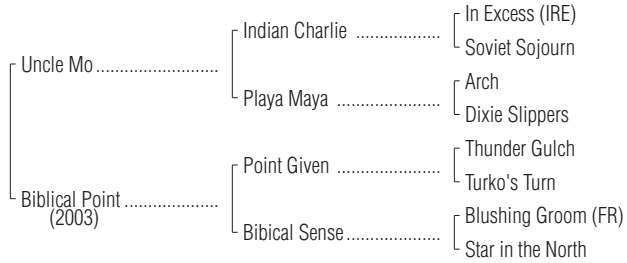 In Excess (IRE)
Indian Charlie ....................
Soviet Sojourn
Uncle Mo ........................
Arch
Playa Maya .....................
Dixie Slippers
Thunder Gulch
Point Given .....................
Turko's Turn
Biblical Point ...................
(2003)
Blushing Groom (FR)
Bibical Sense ...................
Star in the North